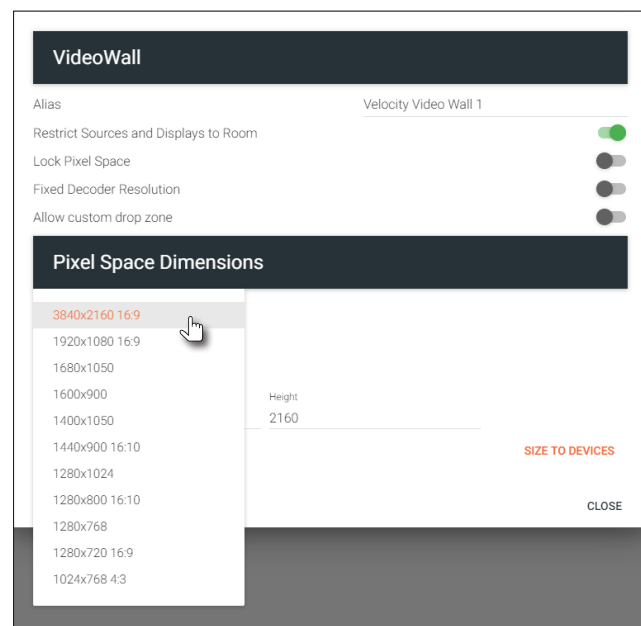 VideoWall
Alias Velocity Video Wall 1
Restrict Sources and Displays to Room
Lock Pixel Space
Fixed Decoder Resolution
Allow custom drop zone
Pixel Space Dimensions
3840x2160 16:9
1920x1080 16:9
1680x1050
1600x900
Height
1400x1050 2160
1440x900 16:10
SIZE TO DEVICES
1280x1024
1280x800 16:10
CLOSE
1280x768
1280x720 16:9
1024x768 4:3